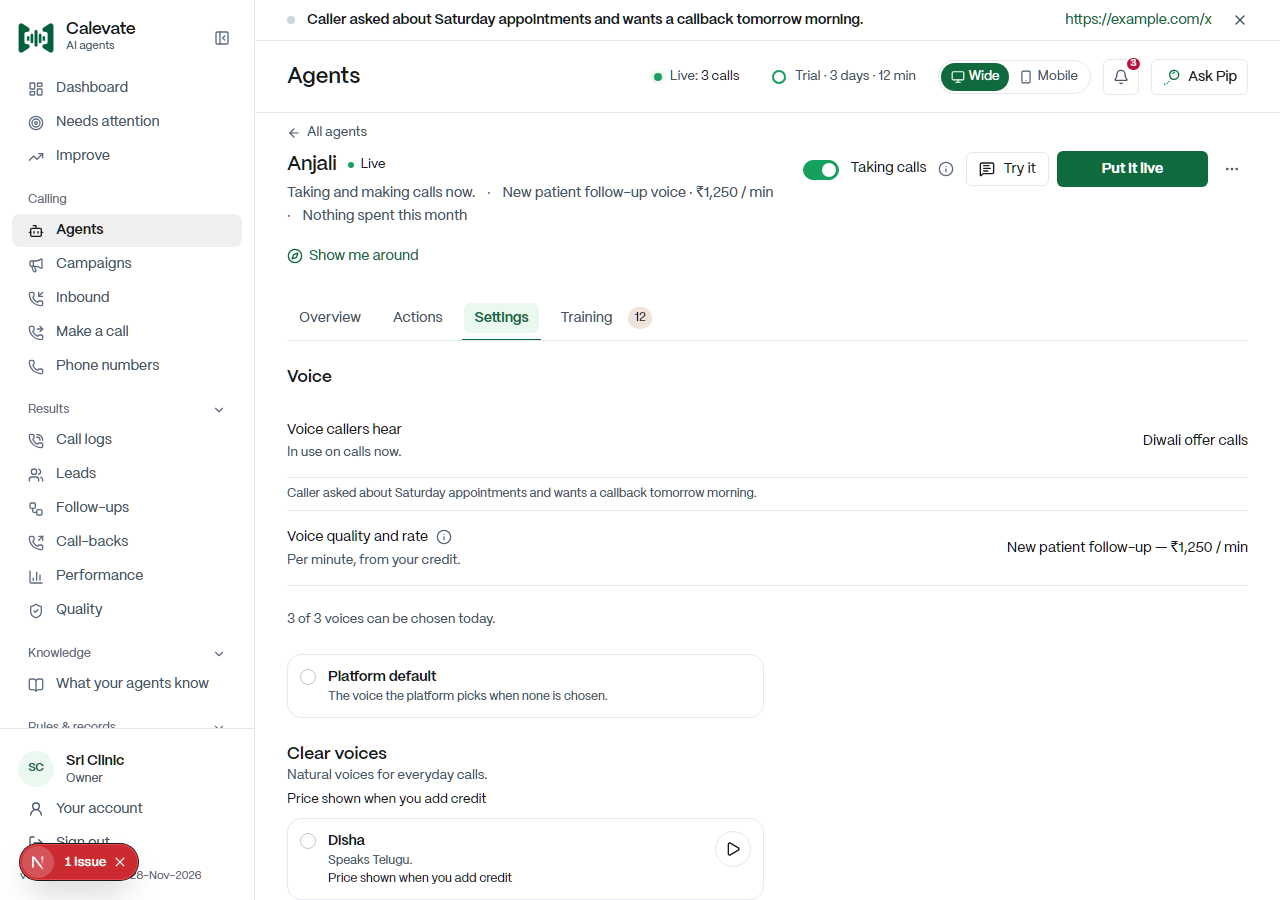 Caller asked about Saturday appointments and wants a callback tomorrow morning.
https://example.com/x
Calevate
AI agents
Dashboard
Needs attention
Improve
Calling
Agents
Campaigns
Inbound
Make a call
Phone numbers
Results
Call logs
Leads
Follow-ups
Call-backs
Performance
Quality
Knowledge
What your agents know
Rules & records
SC
Sri Clinic
Owner
Your account
Sign out
N 1 Issue
28-Nov-2026
Agents
Live: 3 calls
Trial · 3 days · 12 min
Wide
Mobile
3
Ask Pip
All agents
Anjali
Live
Taking and making calls now. · New patient follow-up voice · ₹1,250 / min
· Nothing spent this month
Taking calls
Try it
Put it live
Show me around
Overview
Actions
Settings
Training 12
Voice
Voice callers hear
In use on calls now.
Diwali offer calls
Caller asked about Saturday appointments and wants a callback tomorrow morning.
Voice quality and rate
Per minute, from your credit.
New patient follow-up — ₹1,250 / min
3 of 3 voices can be chosen today.
Platform default
The voice the platform picks when none is chosen.
Clear voices
Natural voices for everyday calls.
Price shown when you add credit
Disha
Speaks Telugu.
Price shown when you add credit